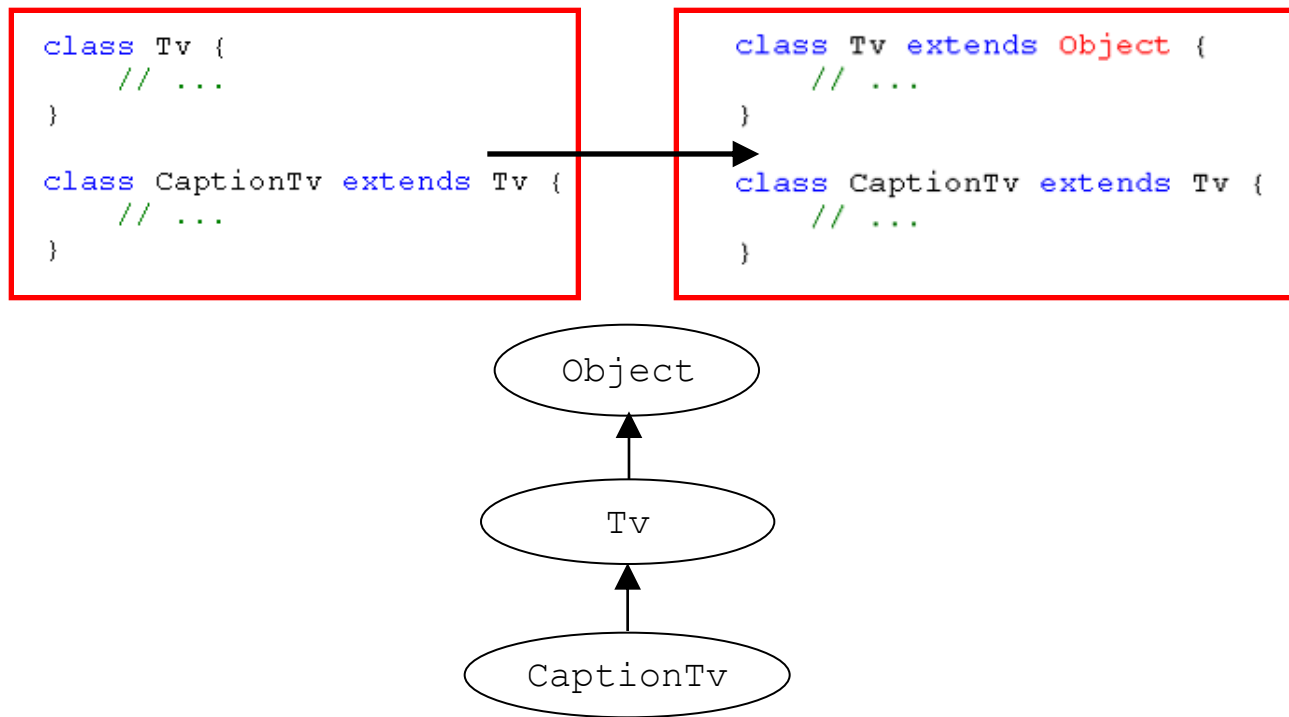 class Tv {
    // ...
}
class CaptionTv extends Tv {
    // ...
}
class Tv extends Object {
    // ...
}
class CaptionTv extends Tv {
    // ...
}
Object
Tv
CaptionTv